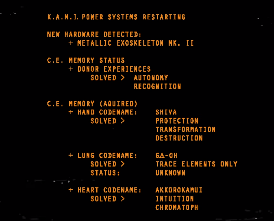 K.A.M.I. POWER SYSTEMS RESTARTING
NEW HARDWARE DETECTED:
+ METALLIC EXOSKELETON MK. II
C.E. MEMORY STATUS
+ DONOR EXPERIENCES
SOLVED > AUTONOMY
RECOGNITION
C.E. MEMORY (AQUIRED)
+ HAND CODENAME: SHIVA
SOLVED > PROTECTION
TRANSFORMATION
DESTRUCTION
+ LUNG CODENAME:
SOLVED > TRACE ELEMENTS ONLY
STATUS: UNKNOWN
+ HEART CODENAME: AKKOROKAMUI
SOLVED > INTUITION
CHROMATOPH